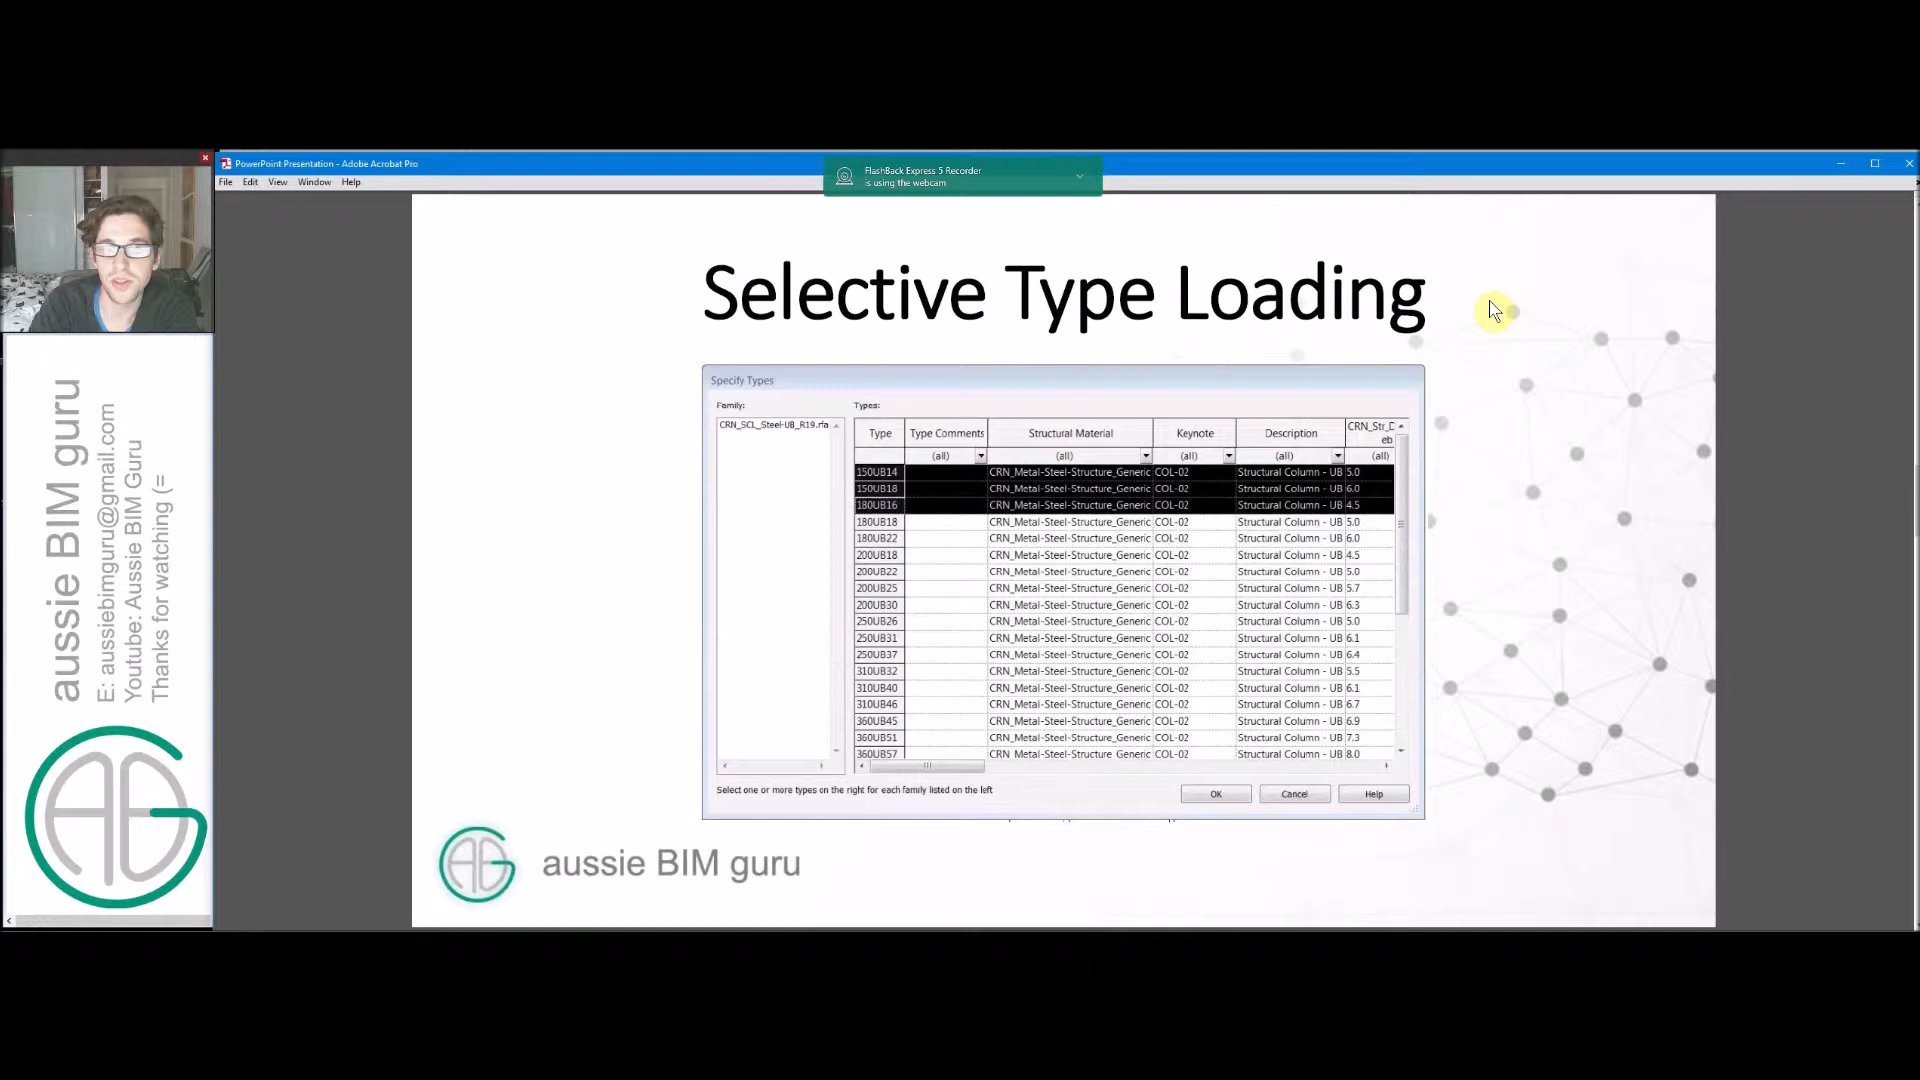 PowerPoint Presentation - Adobe Acrobat Pro
File Edit View Window Help
FlashBack Express 5 Recorder
is using the webcam
Selective Type Loading
Specify Types
Family:
Types:
CRN_SCL_Steel-UB_R19.rfa
Type Type Comments Structural Material Keynote Description CRN_Str_D
eb
(all) (all) (all) (all) (all)
150UB14 CRN_Metal-Steel-Structure_Generic COL-02 Structural Column - UB 5.0
150UB18 CRN_Metal-Steel-Structure_Generic COL-02 Structural Column - UB 6.0
180UB16 CRN_Metal-Steel-Structure_Generic COL-02 Structural Column - UB 4.5
180UB18 CRN_Metal-Steel-Structure_Generic COL-02 Structural Column - UB 5.0
180UB22 CRN_Metal-Steel-Structure_Generic COL-02 Structural Column - UB 6.0
200UB18 CRN_Metal-Steel-Structure_Generic COL-02 Structural Column - UB 4.5
200UB22 CRN_Metal-Steel-Structure_Generic COL-02 Structural Column - UB 5.0
200UB25 CRN_Metal-Steel-Structure_Generic COL-02 Structural Column - UB 5.7
200UB30 CRN_Metal-Steel-Structure_Generic COL-02 Structural Column - UB 6.3
250UB26 CRN_Metal-Steel-Structure_Generic COL-02 Structural Column - UB 5.0
250UB31 CRN_Metal-Steel-Structure_Generic COL-02 Structural Column - UB 6.1
250UB37 CRN_Metal-Steel-Structure_Generic COL-02 Structural Column - UB 6.4
310UB32 CRN_Metal-Steel-Structure_Generic COL-02 Structural Column - UB 5.5
310UB40 CRN_Metal-Steel-Structure_Generic COL-02 Structural Column - UB 6.1
310UB46 CRN_Metal-Steel-Structure_Generic COL-02 Structural Column - UB 6.7
360UB45 CRN_Metal-Steel-Structure_Generic COL-02 Structural Column - UB 6.9
360UB51 CRN_Metal-Steel-Structure_Generic COL-02 Structural Column - UB 7.3
360UB57 CRN_Metal-Steel-Structure_Generic COL-02 Structural Column - UB 8.0
Select one or more types on the right for each family listed on the left
OK Cancel Help
aussie BIM guru
aussie BIM guru
E: aussiebimguru@gmail.com
Youtube: Aussie BIM Guru
Thanks for watching (=